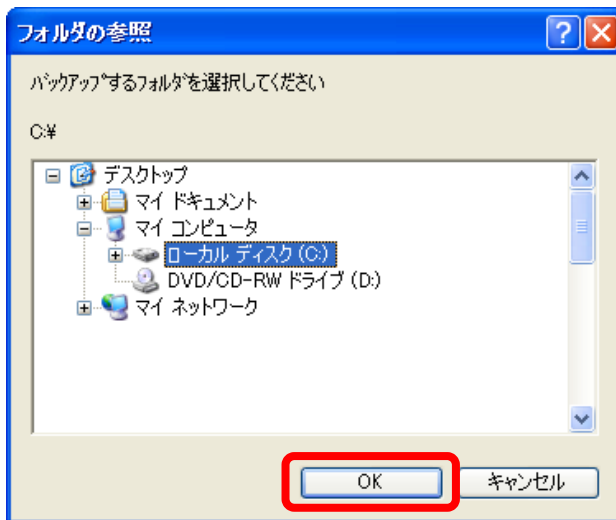 フォルダの参照
バックアップするフォルダを選択してください
C:¥
デスクトップ
マイ ドキュメント
マイ コンピュータ
ローカル ディスク (C:)
DVD/CD-RW ドライブ (D:)
マイ ネットワーク
OK キャンセル